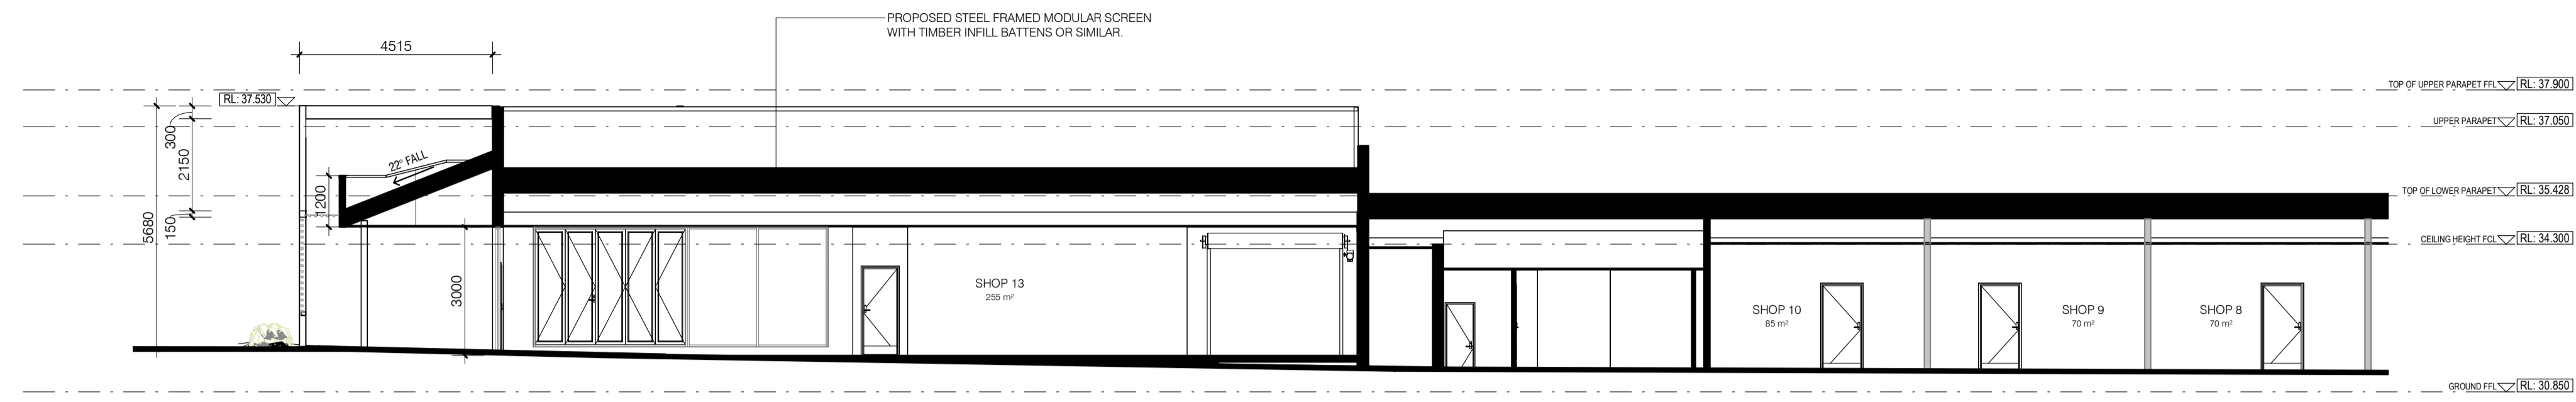 PROPOSED STEEL FRAMED MODULAR SCREEN
WITH TIMBER INFILL BATTENS OR SIMILAR.
4515
TOP OF UPPER PARAPET FFL RL: 37.900
RL: 37.530
UPPER PARAPET RL: 37.050
300
2150
22° FALL
TOP OF LOWER PARAPET RL: 35.428
1200
150
5680
CEILING HEIGHT FCL RL: 34.300
3000
SHOP 13
255 m²
SHOP 10
85 m²
SHOP 9
70 m²
SHOP 8
70 m²
GROUND FFL RL: 30.850